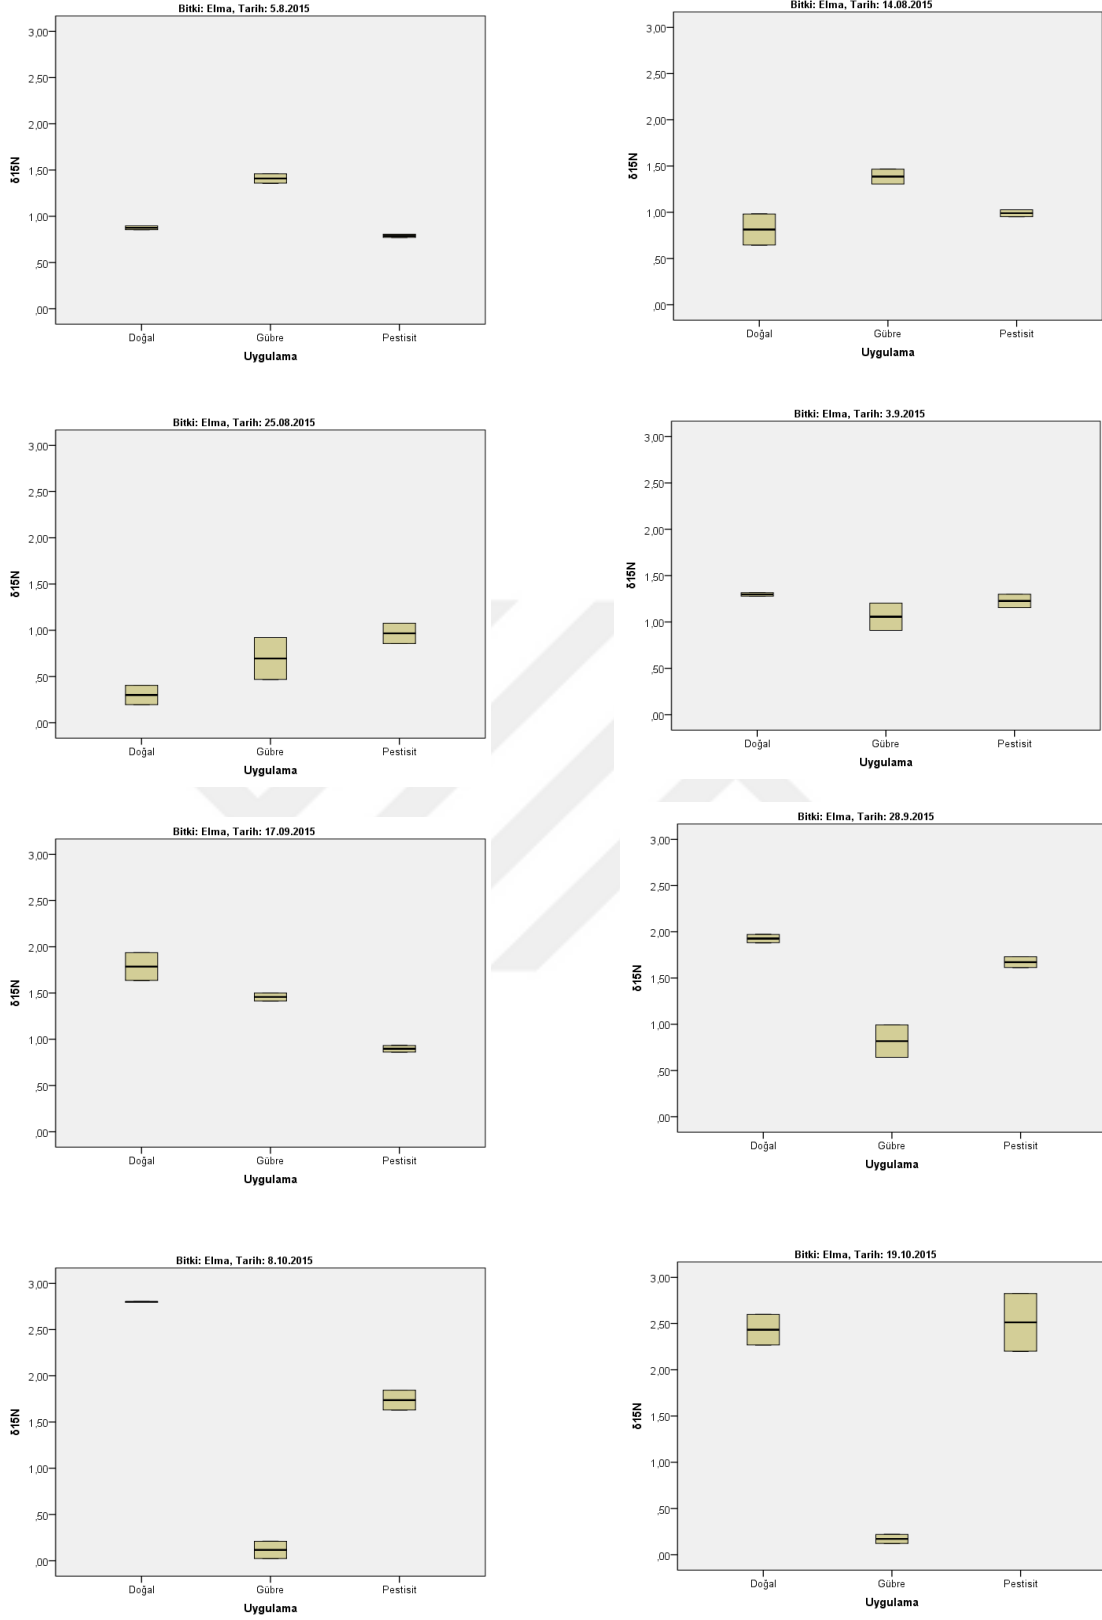 Bitki: Elma, Tarih: 5.8.2015
3,00
2,50
2,00
1,50
1,00
,50
,00
δ15N
Doğal Gübre Pestisit
Uygulama
Bitki: Elma, Tarih: 14.08.2015
3,00
2,50
2,00
1,50
1,00
,50
,00
δ15N
Doğal Gübre Pestisit
Uygulama
Bitki: Elma, Tarih: 25.08.2015
3,00
2,50
2,00
1,50
1,00
,50
,00
δ15N
Doğal Gübre Pestisit
Uygulama
Bitki: Elma, Tarih: 3.9.2015
3,00
2,50
2,00
1,50
1,00
,50
,00
δ15N
Doğal Gübre Pestisit
Uygulama
Bitki: Elma, Tarih: 17.09.2015
3,00
2,50
2,00
1,50
1,00
,50
,00
δ15N
Doğal Gübre Pestisit
Uygulama
Bitki: Elma, Tarih: 28.9.2015
3,00
2,50
2,00
1,50
1,00
,50
,00
δ15N
Doğal Gübre Pestisit
Uygulama
Bitki: Elma, Tarih: 8.10.2015
3,00
2,50
2,00
1,50
1,00
,50
,00
δ15N
Doğal Gübre Pestisit
Uygulama
Bitki: Elma, Tarih: 19.10.2015
3,00
2,50
2,00
1,50
1,00
,50
,00
δ15N
Doğal Gübre Pestisit
Uygulama